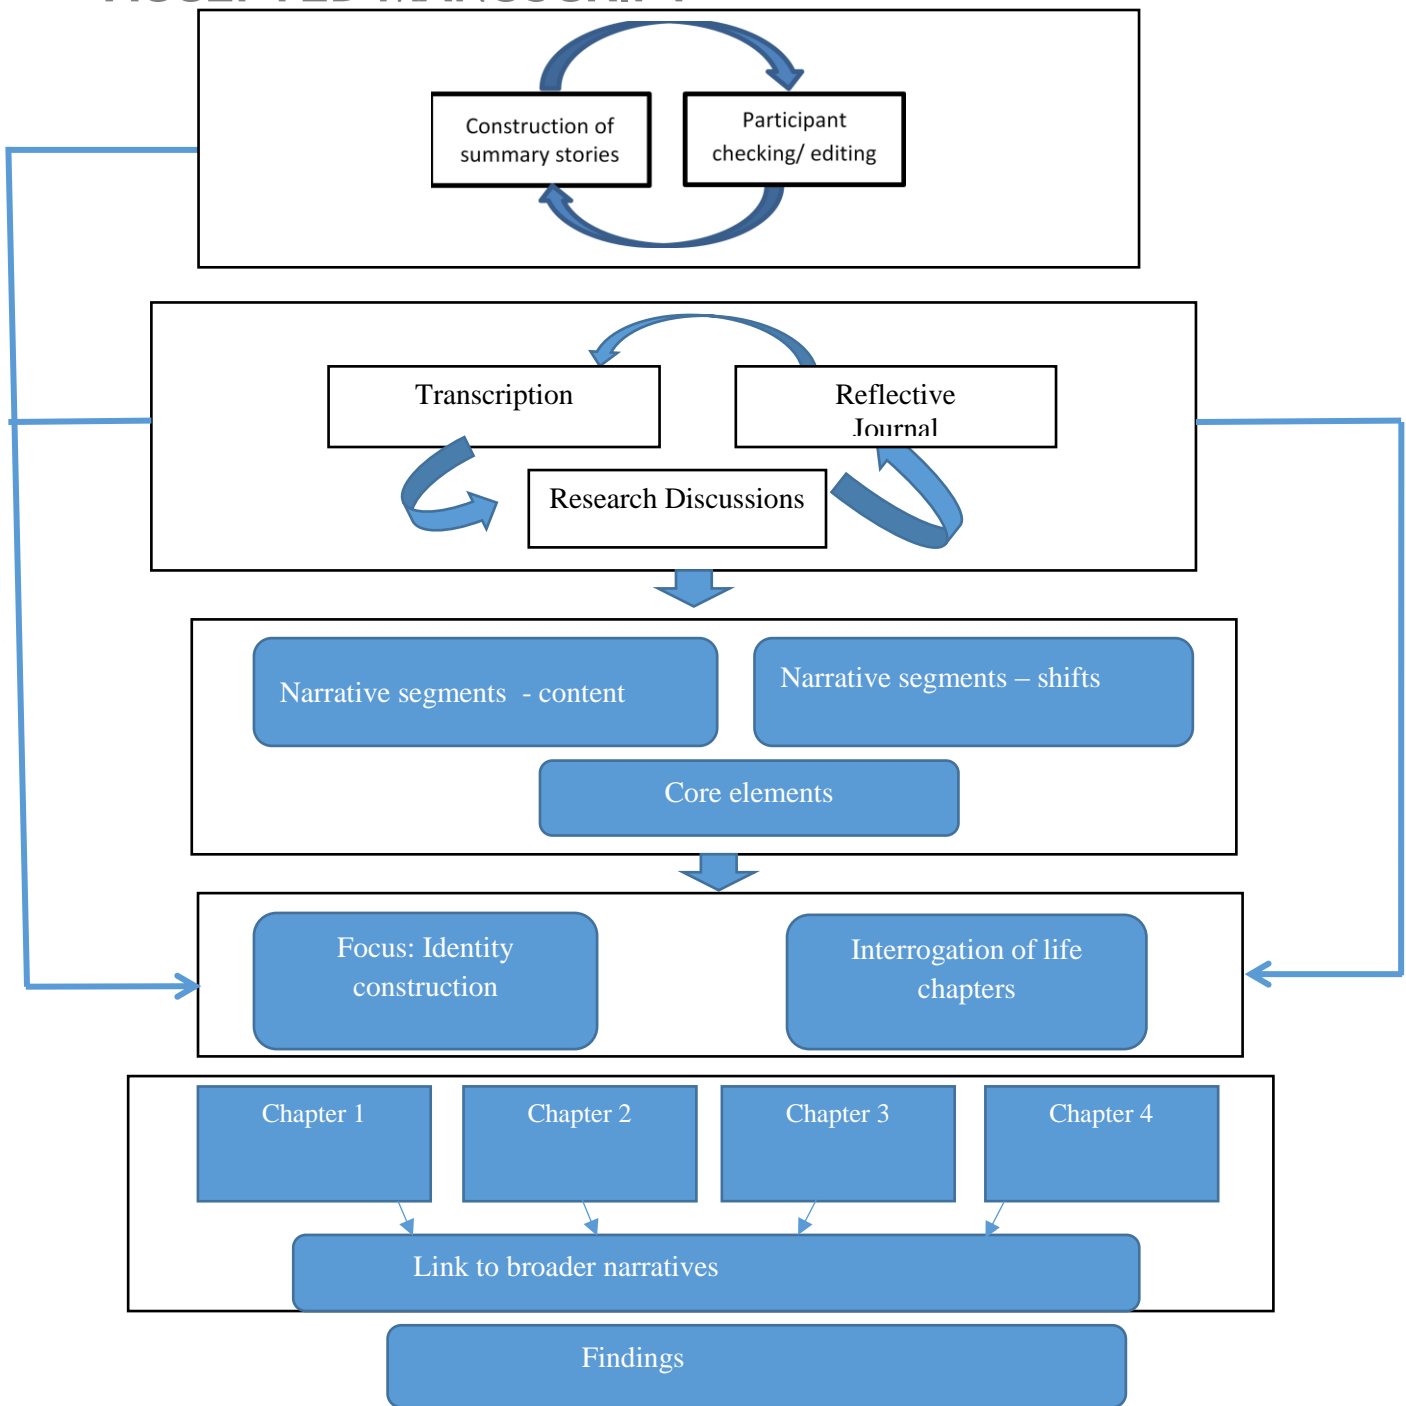 ACCEPTED MANUSCRIPT
Construction of
summary stories
Participant
checking/ editing
Transcription
Reflective
Journal
Research Discussions
Narrative segments - content
Narrative segments – shifts
Core elements
Focus: Identity
construction
Interrogation of life
chapters
Chapter 1
Chapter 2
Chapter 3
Chapter 4
Link to broader narratives
Findings